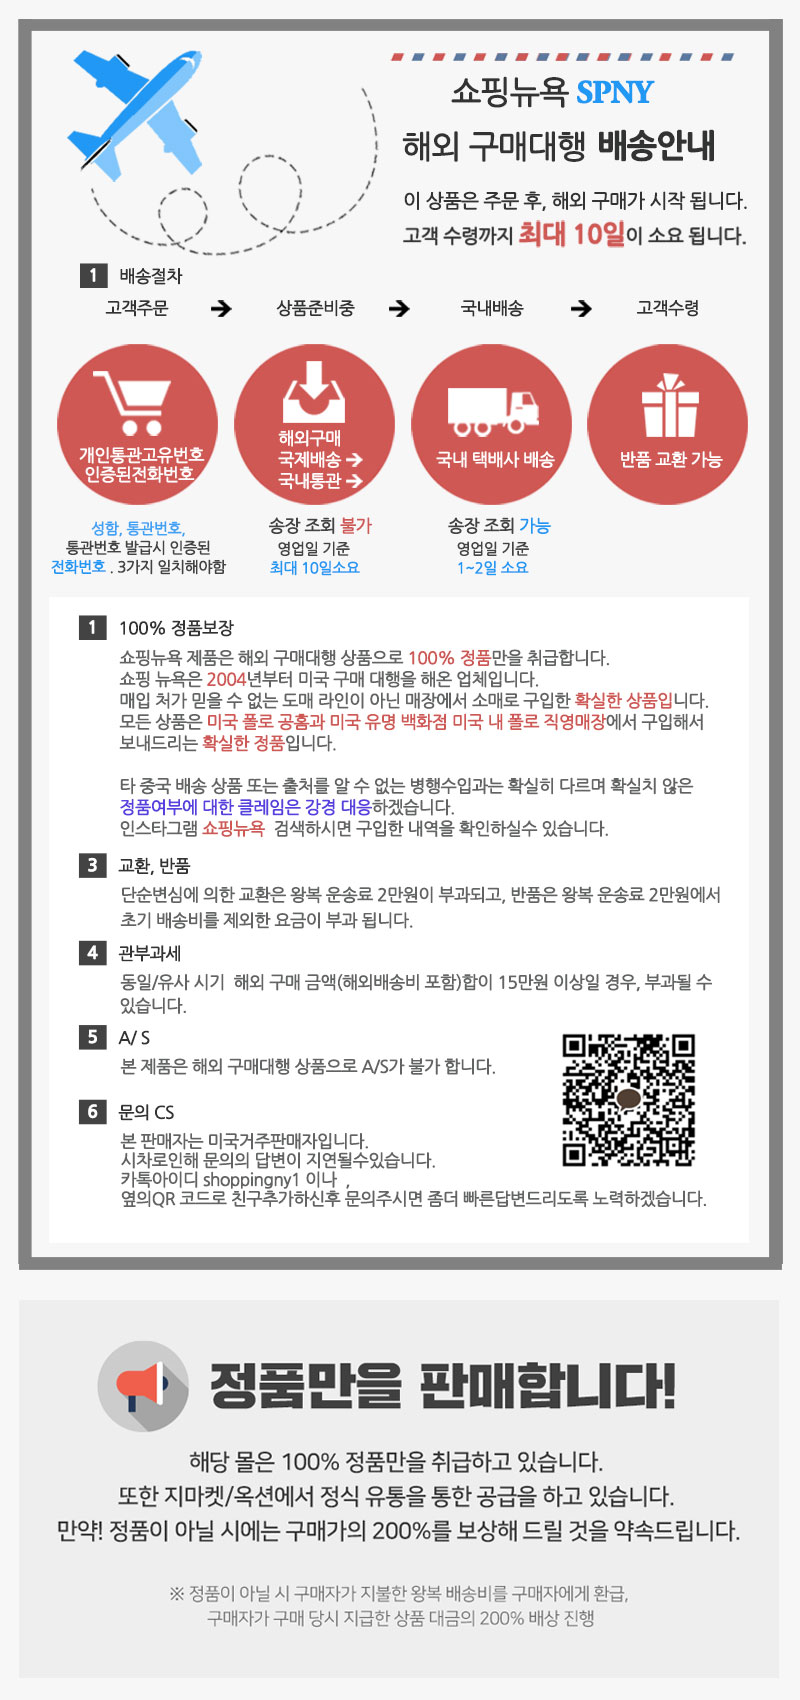 쇼핑뉴욕 SPNY
해외 구매대행 배송안내
이 상품은 주문 후, 해외 구매가 시작 됩니다.
고객 수령까지 최대 10일이 소요 됩니다.
1 배송절차
고객주문 → 상품준비중 → 국내배송 → 고객수령
개인통관고유번호
인증된전화번호
해외구매
국제배송 →
국내통관 →
국내 택배사 배송
반품 교환 가능
성함, 통관번호,
통관번호 발급시 인증된
전화번호 . 3가지 일치해야함
송장 조회 불가
영업일 기준
최대 10일소요
송장 조회 가능
영업일 기준
1~2일 소요
1 100% 정품보장
쇼핑뉴욕 제품은 해외 구매대행 상품으로 100% 정품만을 취급합니다.
쇼핑 뉴욕은 2004년부터 미국 구매 대행을 해온 업체입니다.
매입 처가 믿을 수 없는 도매 라인이 아닌 매장에서 소매로 구입한 확실한 상품입니다.
모든 상품은 미국 폴로 공홈과 미국 유명 백화점 미국 내 폴로 직영매장에서 구입해서
보내드리는 확실한 정품입니다.
타 중국 배송 상품 또는 출처를 알 수 없는 병행수입과는 확실히 다르며 확실치 않은
정품여부에 대한 클레임은 강경 대응하겠습니다.
인스타그램 쇼핑뉴욕 검색하시면 구입한 내역을 확인하실수 있습니다.
3 교환, 반품
단순변심에 의한 교환은 왕복 운송료 2만원이 부과되고, 반품은 왕복 운송료 2만원에서
초기 배송비를 제외한 요금이 부과 됩니다.
4 관부과세
동일/유사 시기 해외 구매 금액(해외배송비 포함)합이 15만원 이상일 경우, 부과될 수
있습니다.
5 A/ S
본 제품은 해외 구매대행 상품으로 A/S가 불가 합니다.
6 문의 CS
본 판매자는 미국거주판매자입니다.
시차로인해 문의의 답변이 지연될수있습니다.
카톡아이디 shoppingny1 이나 ,
옆의QR 코드로 친구추가하신후 문의주시면 좀더 빠른답변드리도록 노력하겠습니다.
정품만을 판매합니다!
해당 몰은 100% 정품만을 취급하고 있습니다.
또한 지마켓/옥션에서 정식 유통을 통한 공급을 하고 있습니다.
만약! 정품이 아닐 시에는 구매가의 200%를 보상해 드릴 것을 약속드립니다.
※ 정품이 아닐 시 구매자가 지불한 왕복 배송비를 구매자에게 환급,
구매자가 구매 당시 지급한 상품 대금의 200% 배상 진행